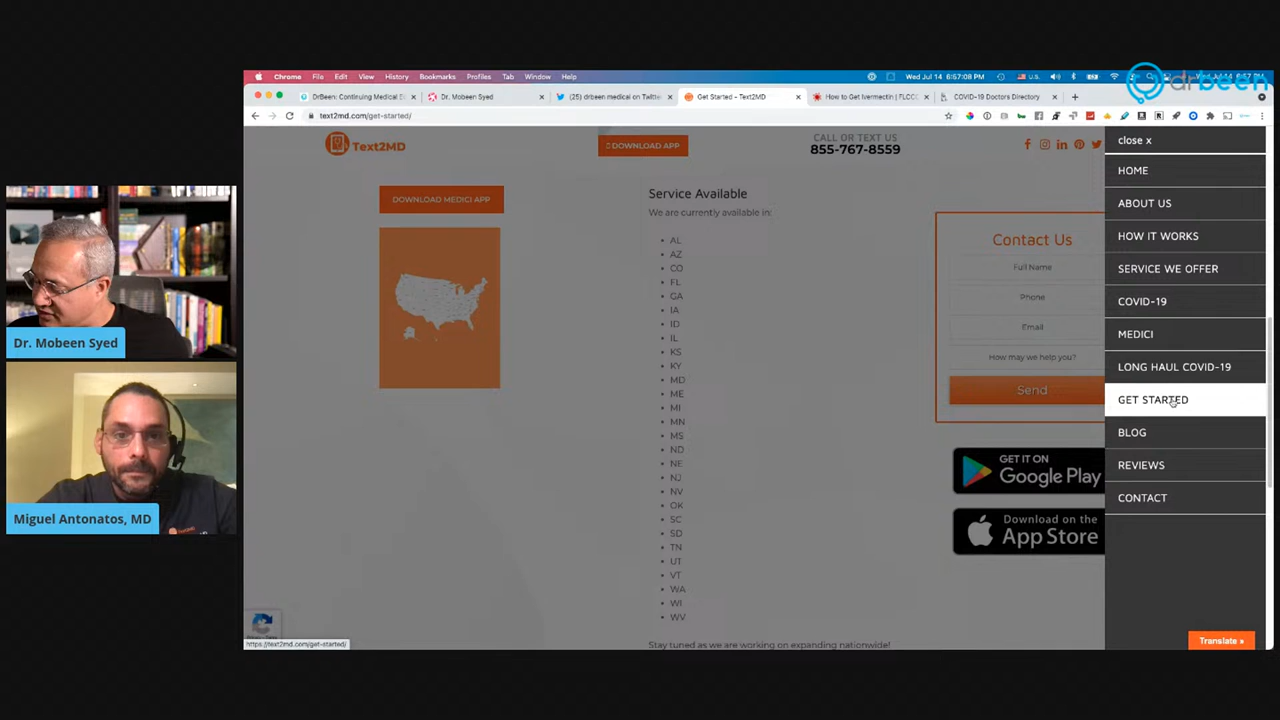 Chrome File Edit View History Bookmarks Profiles Tab Window Help
U.S.
Wed Jul 14 6:57:08 PM
drbeen
DrBeen: Continuing Medical E
Dr. Mobeen Syed
(25) drbeen medical on Twitte
Get Started – Text2MD
How to Get Ivermectin | FLCCC
COVID-19 Doctors Directory
text2md.com/get-started/
Text2MD
DOWNLOAD APP
CALL OR TEXT US
855-767-8559
close x
HOME
ABOUT US
HOW IT WORKS
SERVICE WE OFFER
COVID-19
MEDICI
LONG HAUL COVID-19
GET STARTED
BLOG
REVIEWS
CONTACT
DOWNLOAD MEDICI APP
Service Available
We are currently available in:
AL
AZ
CO
FL
GA
IA
ID
IL
KS
KY
MD
ME
MI
MN
MS
ND
NE
NJ
NV
OK
SC
SD
TN
UT
VT
WA
WI
WV
Stay tuned as we are working on expanding nationwide!
Contact Us
Full Name
Phone
Email
How may we help you?
Send
GET IT ON
Google Play
Download on the
App Store
Translate »
https://text2md.com/get-started/
Dr. Mobeen Syed
Miguel Antonatos, MD